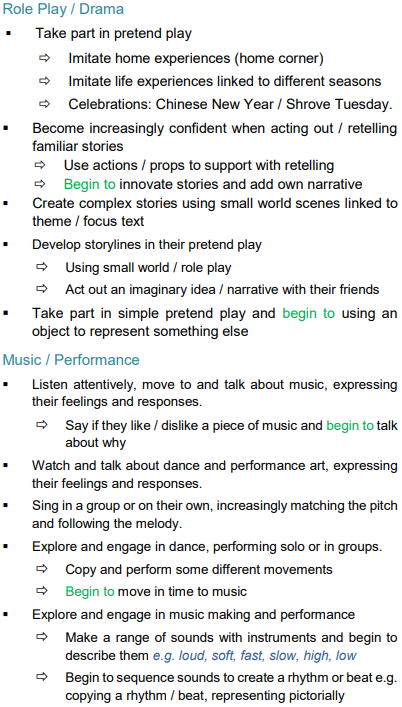 Role Play / Drama
▪ Take part in pretend play
⇨ Imitate home experiences (home corner)
⇨ Imitate life experiences linked to different seasons
⇨ Celebrations: Chinese New Year / Shrove Tuesday.
▪ Become increasingly confident when acting out / retelling
familiar stories
⇨ Use actions / props to support with retelling
⇨ Begin to innovate stories and add own narrative
▪ Create complex stories using small world scenes linked to
theme / focus text
▪ Develop storylines in their pretend play
⇨ Using small world / role play
⇨ Act out an imaginary idea / narrative with their friends
▪ Take part in simple pretend play and begin to using an
object to represent something else
Music / Performance
▪ Listen attentively, move to and talk about music, expressing
their feelings and responses.
⇨ Say if they like / dislike a piece of music and begin to talk
about why
▪ Watch and talk about dance and performance art, expressing
their feelings and responses.
▪ Sing in a group or on their own, increasingly matching the pitch
and following the melody.
▪ Explore and engage in dance, performing solo or in groups.
⇨ Copy and perform some different movements
⇨ Begin to move in time to music
▪ Explore and engage in music making and performance
⇨ Make a range of sounds with instruments and begin to
describe them e.g. loud, soft, fast, slow, high, low
⇨ Begin to sequence sounds to create a rhythm or beat e.g.
copying a rhythm / beat, representing pictorially